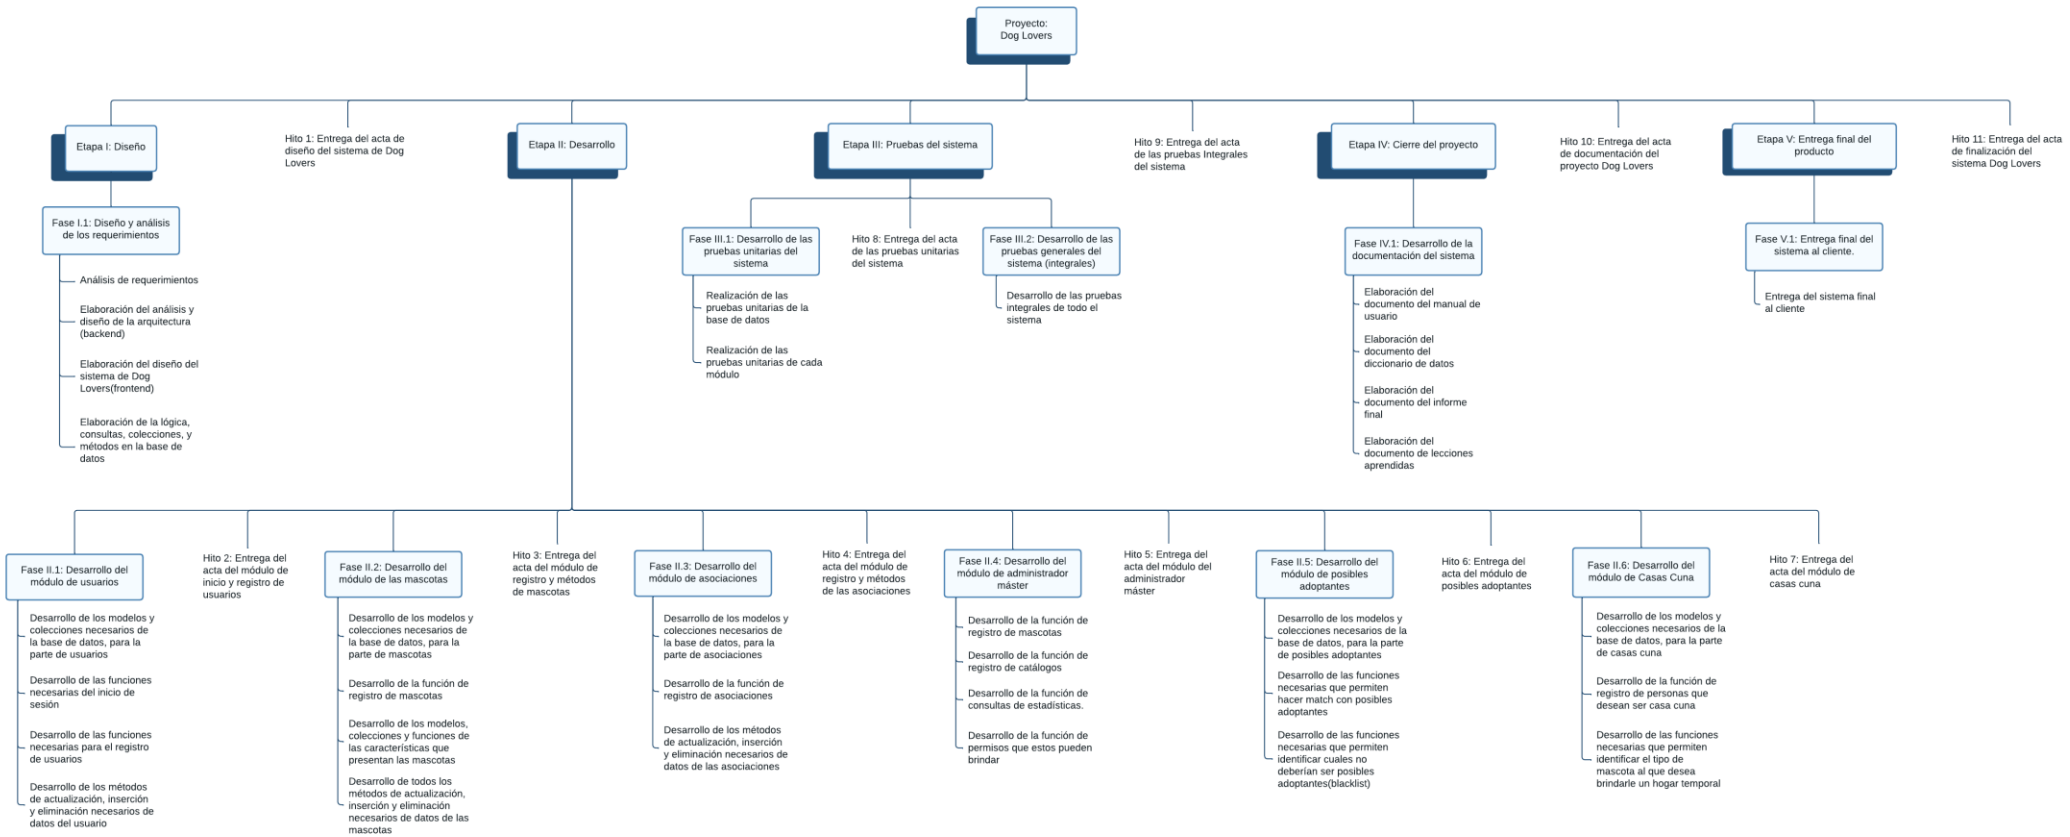 Proyecto:
Dog Lovers
Etapa I: Diseño
Hito 1: Entrega del acta de
diseño del sistema de Dog
Lovers
Etapa II: Desarrollo
Etapa III: Pruebas del sistema
Hito 9: Entrega del acta
de las pruebas Integrales
del sistema
Etapa IV: Cierre del proyecto
Hito 10: Entrega del acta
de documentación del
proyecto Dog Lovers
Etapa V: Entrega final del
producto
Hito 11: Entrega del acta
de finalización del
sistema Dog Lovers
Fase I.1: Diseño y análisis
de los requerimientos
Análisis de requerimientos
Elaboración del análisis y
diseño de la arquitectura
(backend)
Elaboración del diseño del
sistema de Dog
Lovers(frontend)
Elaboración de la lógica,
consultas, colecciones, y
métodos en la base de
datos
Fase III.1: Desarrollo de las
pruebas unitarias del
sistema
Realización de las
pruebas unitarias de la
base de datos
Realización de las
pruebas unitarias de cada
módulo
Hito 8: Entrega del acta
de las pruebas unitarias
del sistema
Fase III.2: Desarrollo de las
pruebas generales del
sistema (integrales)
Desarrollo de las pruebas
integrales de todo el
sistema
Fase IV.1: Desarrollo de la
documentación del sistema
Elaboración del
documento del manual de
usuario
Elaboración del
documento del
diccionario de datos
Elaboración del
documento del informe
final
Elaboración del
documento de lecciones
aprendidas
Fase V.1: Entrega final del
sistema al cliente.
Entrega del sistema final
al cliente
Fase II.1: Desarrollo del
módulo de usuarios
Desarrollo de los modelos y
colecciones necesarios de
la base de datos, para la
parte de usuarios
Desarrollo de las funciones
necesarias del inicio de
sesión
Desarrollo de las funciones
necesarias para el registro
de usuarios
Desarrollo de los métodos
de actualización, inserción
y eliminación necesarios de
datos del usuario
Hito 2: Entrega del
acta del módulo de
inicio y registro de
usuarios
Fase II.2: Desarrollo del
módulo de las mascotas
Desarrollo de los modelos y
colecciones necesarios de
la base de datos, para la
parte de mascotas
Desarrollo de la función de
registro de mascotas
Desarrollo de los modelos,
colecciones y funciones de
las características que
presentan las mascotas
Desarrollo de todos los
métodos de actualización,
inserción y eliminación
necesarios de datos de las
mascotas
Hito 3: Entrega del
acta del módulo de
registro y métodos
de mascotas
Fase II.3: Desarrollo del
módulo de asociaciones
Desarrollo de los modelos y
colecciones necesarios de
la base de datos, para la
parte de asociaciones
Desarrollo de la función de
registro de asociaciones
Desarrollo de los métodos
de actualización, inserción
y eliminación necesarios de
datos de las asociaciones
Hito 4: Entrega del
acta del módulo de
registro y métodos
de las asociaciones
Fase II.4: Desarrollo del
módulo de administrador
máster
Desarrollo de la función de
registro de mascotas
Desarrollo de la función de
registro de catálogos
Desarrollo de la función de
consultas de estadísticas.
Desarrollo de la función de
permisos que estos pueden
brindar
Hito 5: Entrega del
acta del módulo del
administrador
máster
Fase II.5: Desarrollo del
módulo de posibles
adoptantes
Desarrollo de los modelos y
colecciones necesarios de la
base de datos, para la parte
de posibles adoptantes
Desarrollo de las funciones
necesarias que permiten
hacer match con posibles
adoptantes
Desarrollo de las funciones
necesarias que permiten
identificar cuales no
deberían ser posibles
adoptantes(blacklist)
Hito 6: Entrega del
acta del módulo de
posibles adoptantes
Fase II.6: Desarrollo del
módulo de Casas Cuna
Desarrollo de los modelos y
colecciones necesarios de la
base de datos, para la parte
de casas cuna
Desarrollo de la función de
registro de personas que
desean ser casa cuna
Desarrollo de las funciones
necesarias que permiten
identificar el tipo de
mascota al que desea
brindarle un hogar temporal
Hito 7: Entrega del
acta del módulo de
casas cuna